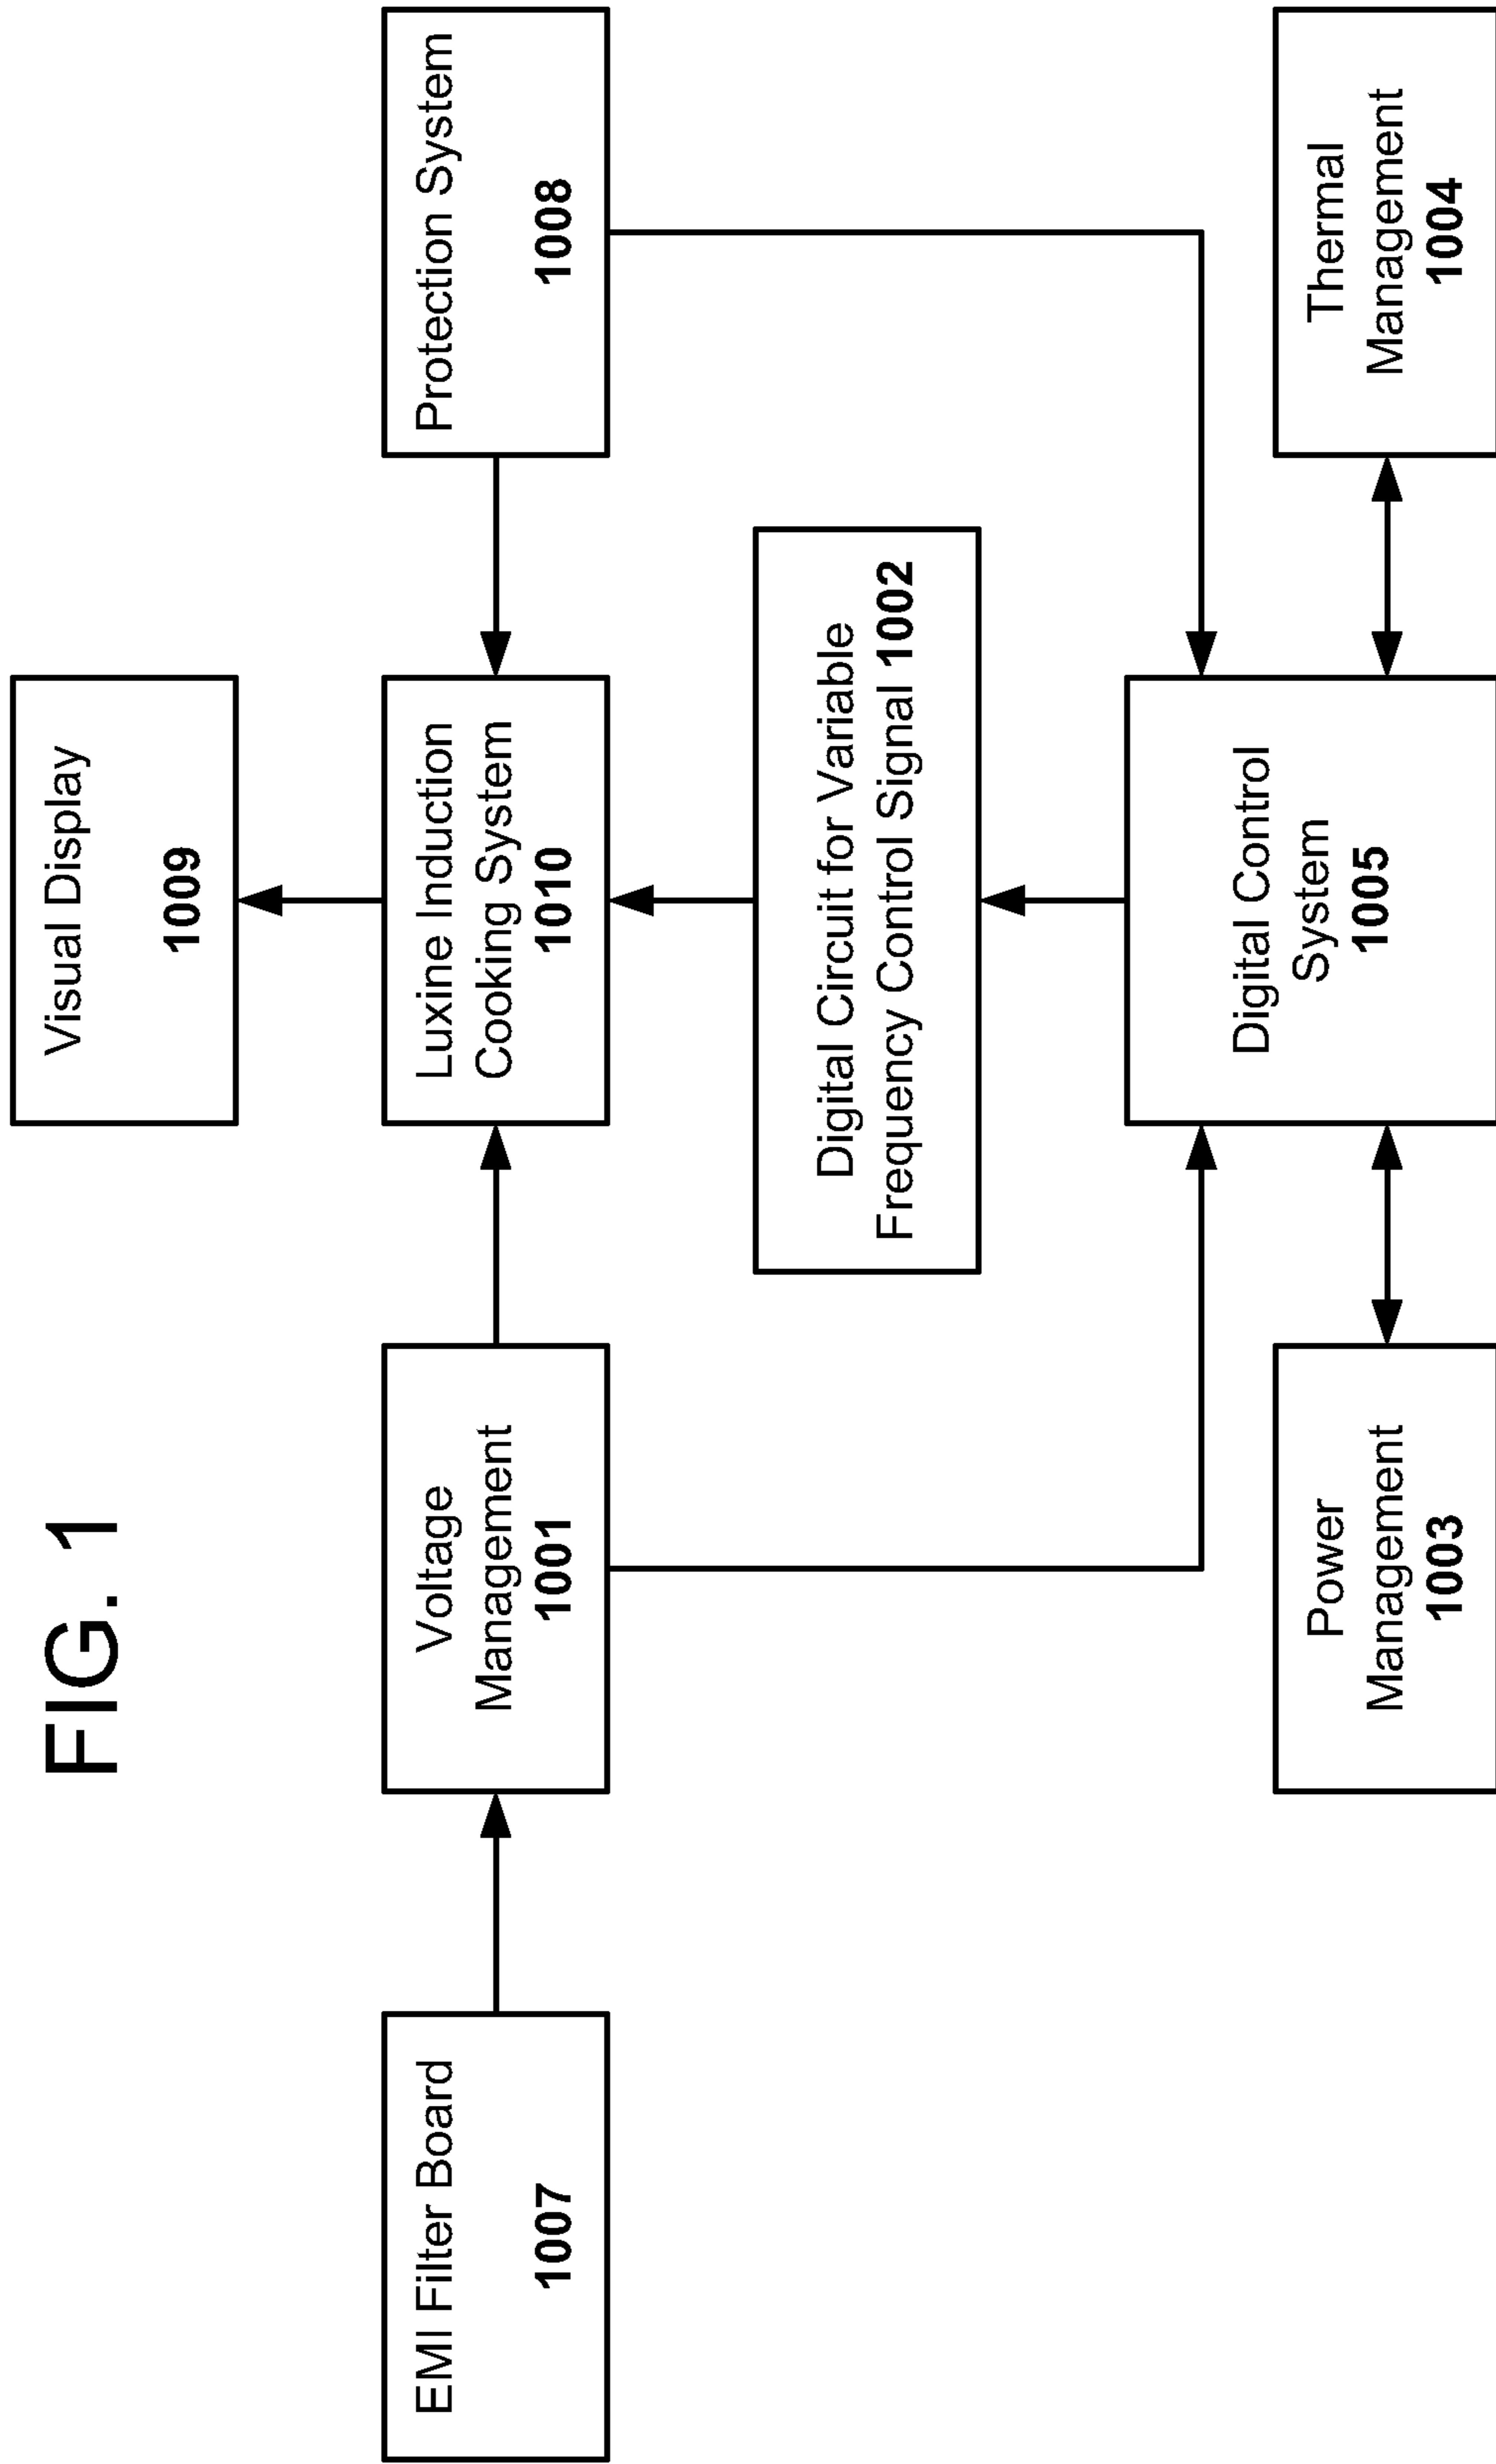 FIG. 1
Visual Display
1009
EMI Filter Board
1007
Voltage
Management
1001
Luxine Induction
Cooking System
1010
Protection System
1008
Digital Circuit for Variable
Frequency Control Signal 1002
Power
Management
1003
Digital Control
System
1005
Thermal
Management
1004